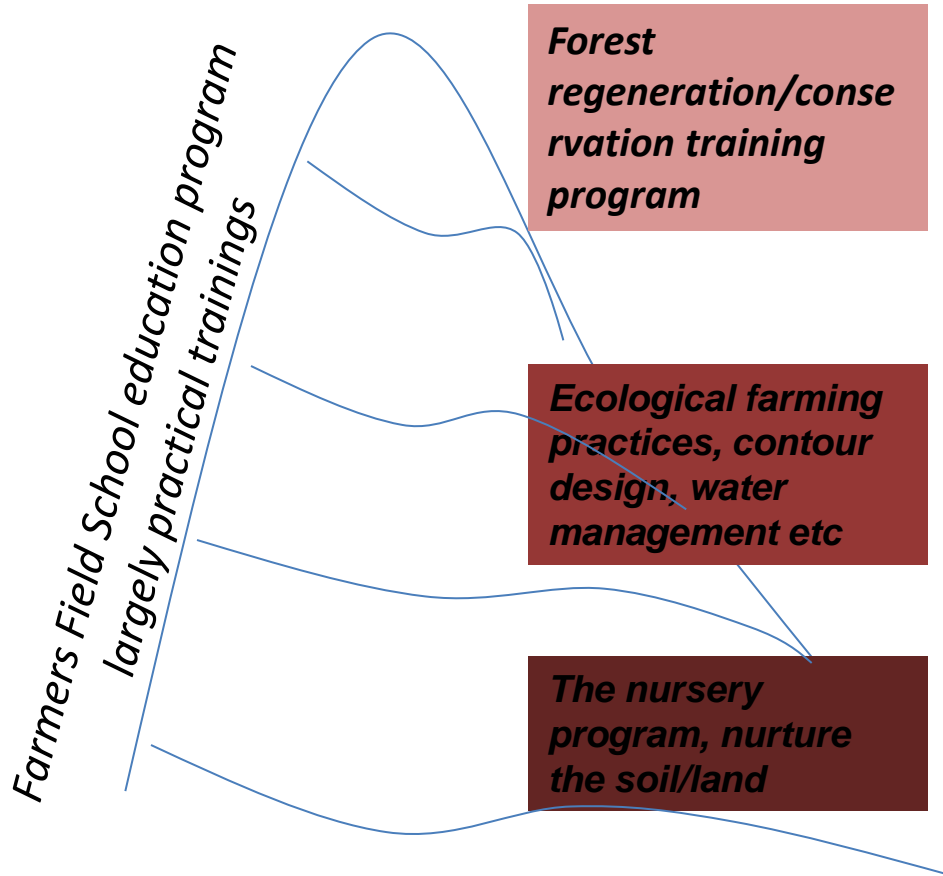 Farmers Field School education program
largely practical trainings
Forest
regeneration/conse
rvation training
program
Ecological farming
practices, contour
design, water
management etc
The nursery
program, nurture
the soil/land